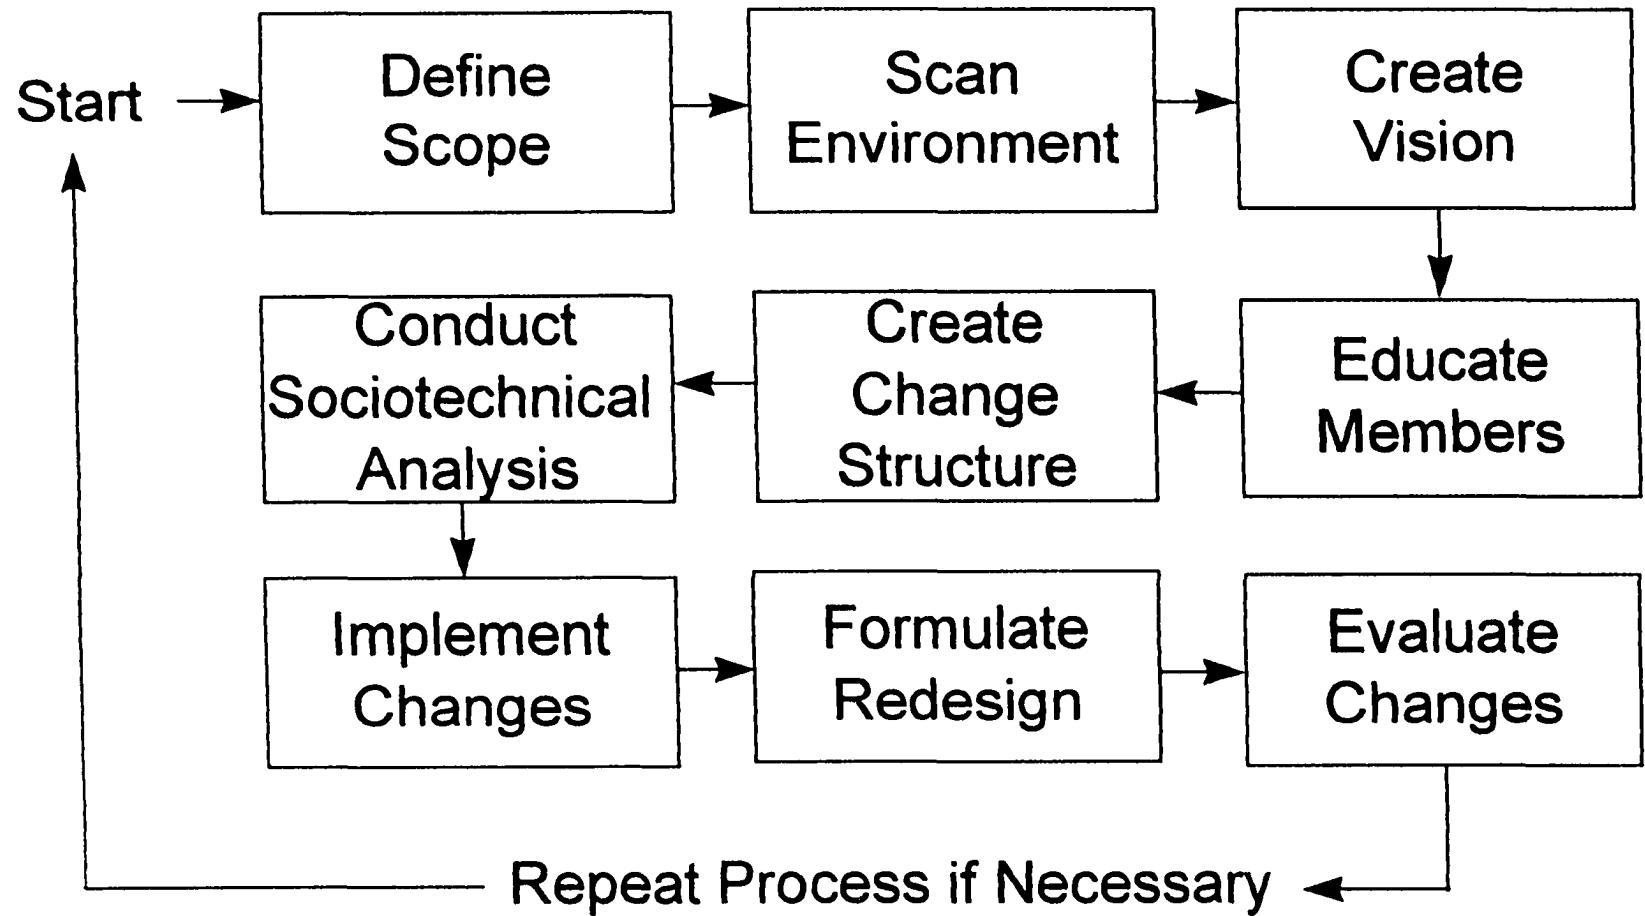 Start
Define
Scope
Scan
Environment
Create
Vision
Educate
Members
Create
Change
Structure
Conduct
Sociotechnical
Analysis
Implement
Changes
Formulate
Redesign
Evaluate
Changes
Repeat Process if Necessary